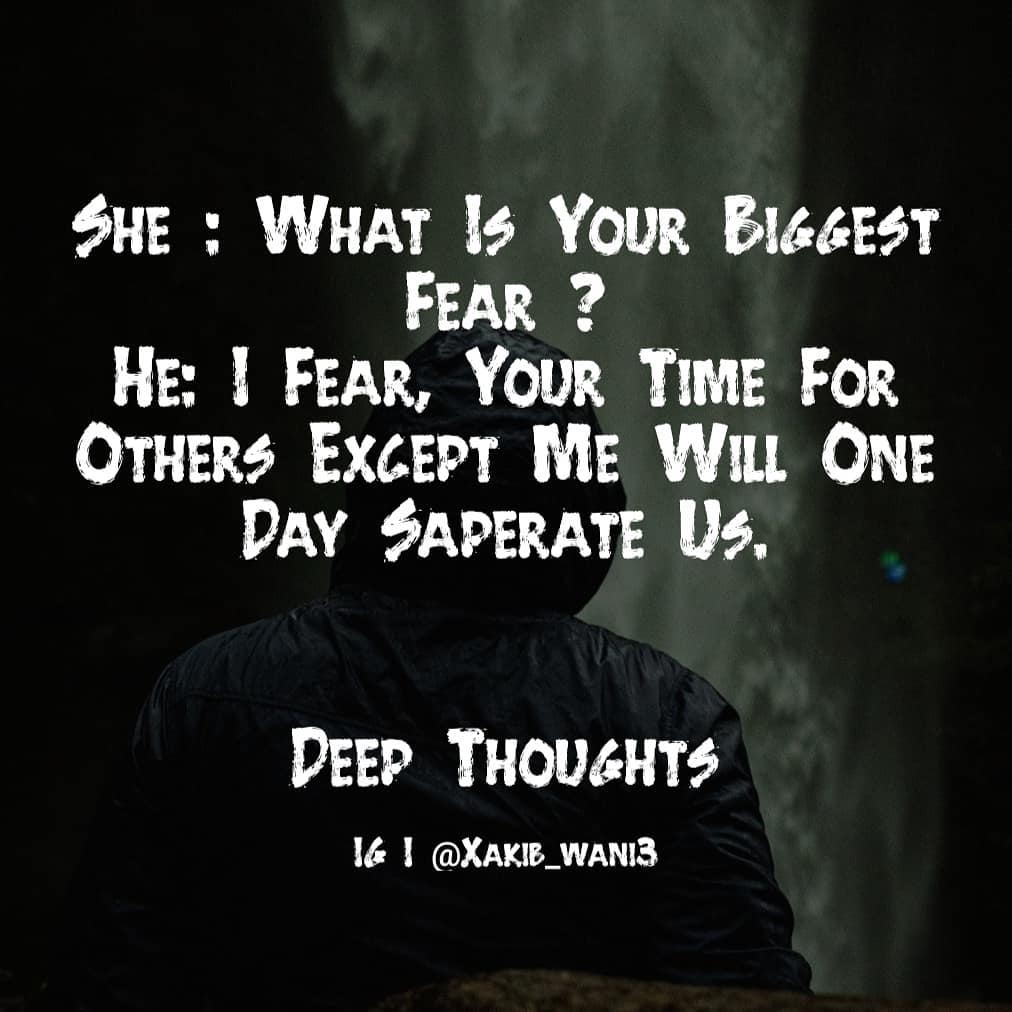 She : What Is Your Biggest
Fear ?
He: I Fear, Your Time For
Others Except Me Will One
Day Saperate Us.
Deep Thoughts
IG | @Xakib_wani3